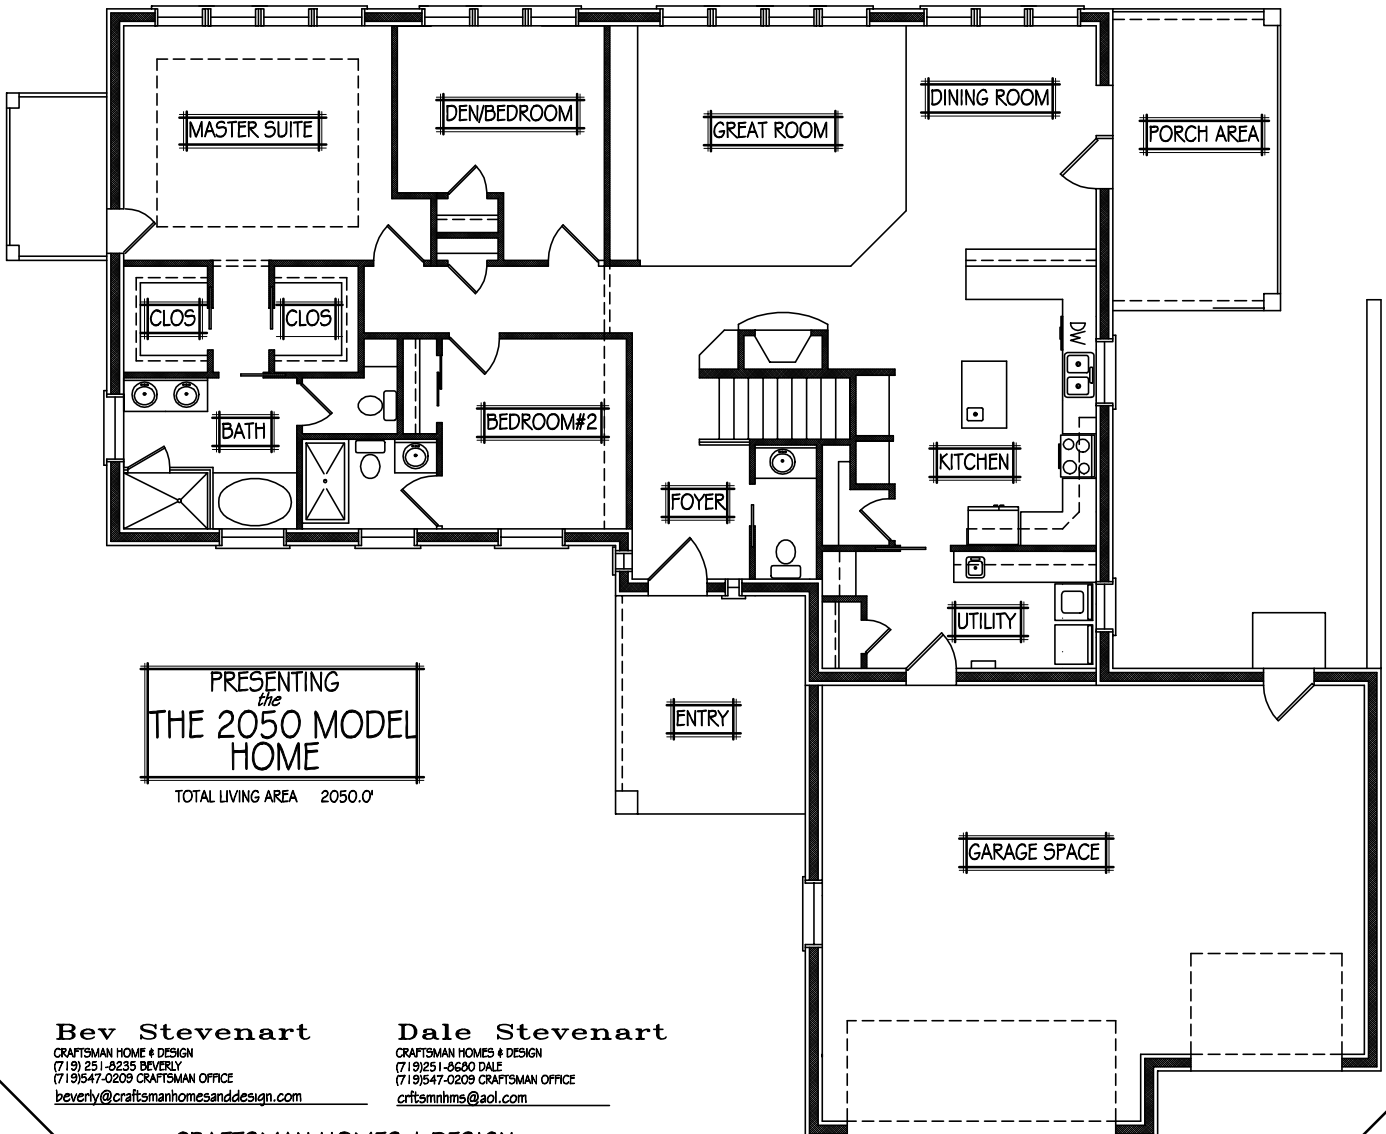 MASTER SUITE
DEN/BEDROOM
GREAT ROOM
DINING ROOM
PORCH AREA
CLOS
CLOS
DW
BATH
BEDROOM#2
KITCHEN
FOYER
UTILITY
ENTRY
GARAGE SPACE
PRESENTING
the
THE 2050 MODEL
HOME
TOTAL LIVING AREA 2050.0'
Bev Stevenart
CRAFTSMAN HOME & DESIGN
(719) 251-8235 BEVERLY
(719)547-0209 CRAFTSMAN OFFICE
beverly@craftsmanhomesanddesign.com
Dale Stevenart
CRAFTSMAN HOMES & DESIGN
(719)251-8680 DALE
(719)547-0209 CRAFTSMAN OFFICE
crftsmnhms@aol.com